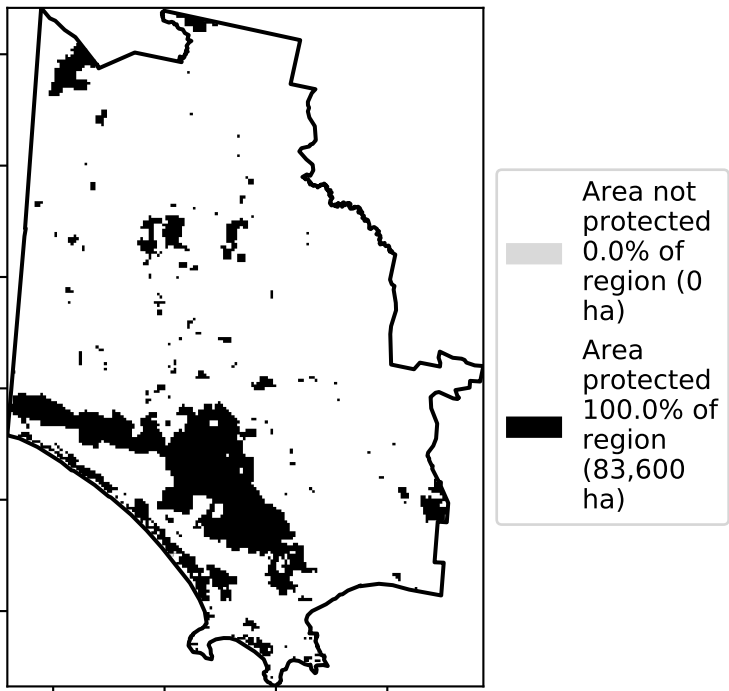 Area not
protected
0.0% of
region (0
ha)
Area
protected
100.0% of
region
(83,600
ha)